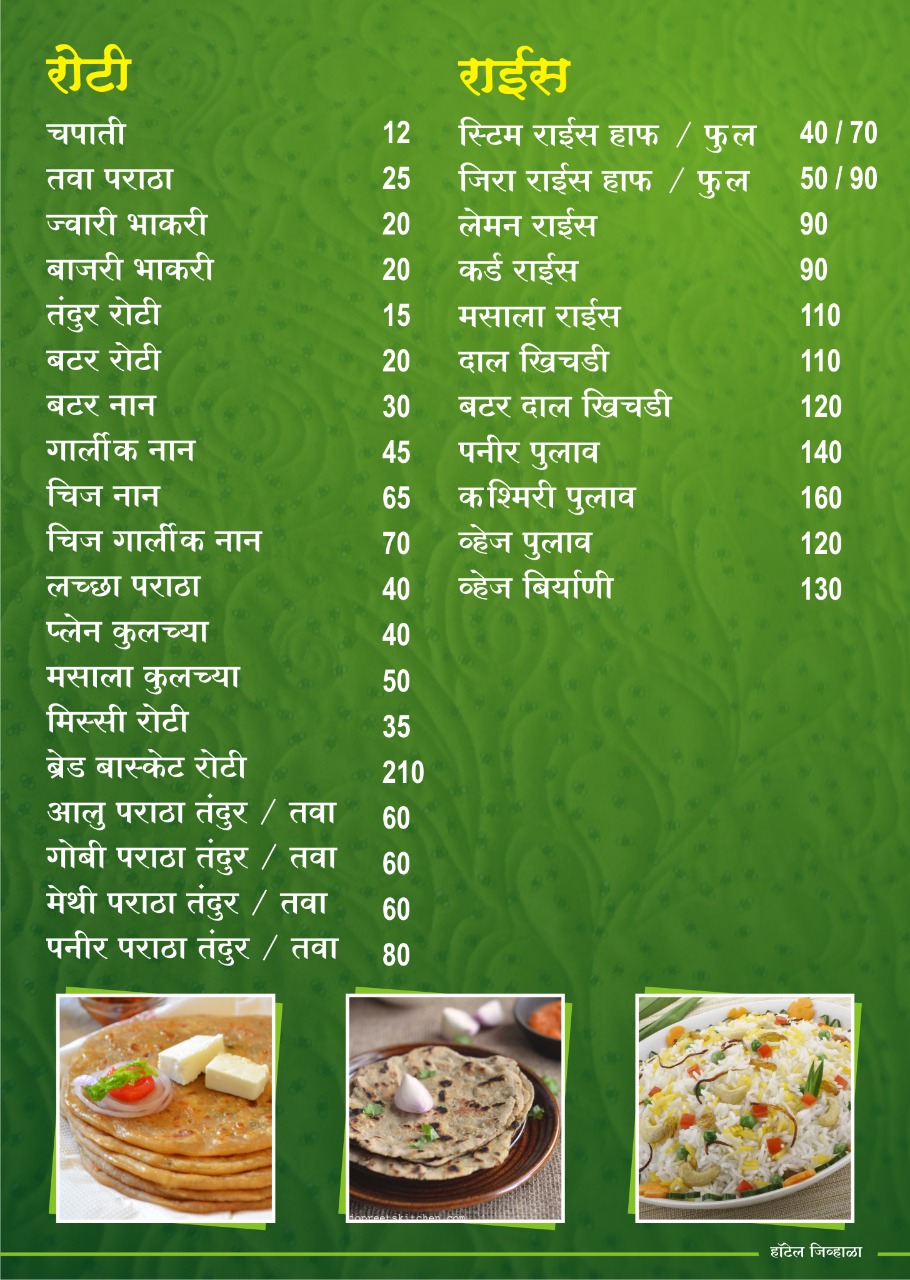 रोटी
चपाती 12
तवा पराठा 25
ज्वारी भाकरी 20
बाजरी भाकरी 20
तंदुर रोटी 15
बटर रोटी 20
बटर नान 30
गार्लीक नान 45
चिज नान 65
चिज गार्लीक नान 70
लच्छा पराठा 40
प्लेन कुलच्या 40
मसाला कुलच्या 50
मिस्सी रोटी 35
ब्रेड बास्केट रोटी 210
आलु पराठा तंदुर / तवा 60
गोबी पराठा तंदुर / तवा 60
मेथी पराठा तंदुर / तवा 60
पनीर पराठा तंदुर / तवा 80
राईस
स्टिम राईस हाफ / फुल 40 / 70
जिरा राईस हाफ / फुल 50 / 90
लेमन राईस 90
कर्ड राईस 90
मसाला राईस 110
दाल खिचडी 110
बटर दाल खिचडी 120
पनीर पुलाव 140
कश्मिरी पुलाव 160
व्हेज पुलाव 120
व्हेज बिर्याणी 130
हॉटेल जिव्हाळा